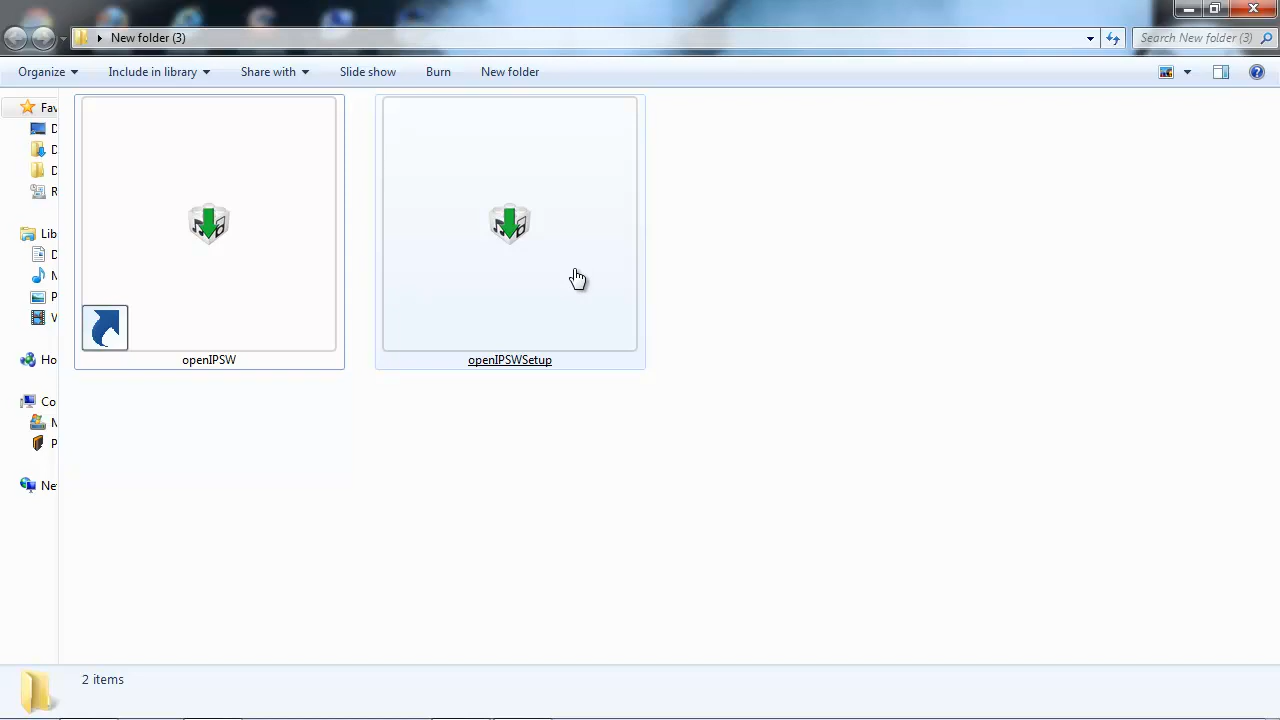 New folder (3)
Search New folder (3)
Organize
Include in library
Share with
Slide show
Burn
New folder
Fav
D
D
D
R
Lib
D
M
P
V
Ho
Co
M
P
Ne
openIPSW
openIPSWSetup
2 items